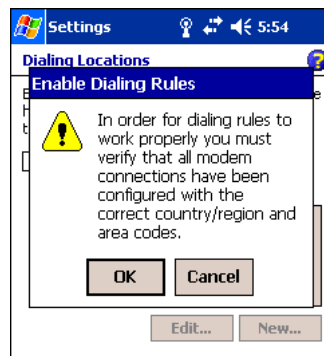 Settings 5:54
Dialing Locations
Enable Dialing Rules
In order for dialing rules to
work properly you must
verify that all modem
connections have been
configured with the
correct country/region and
area codes.
OK Cancel
Edit... New...